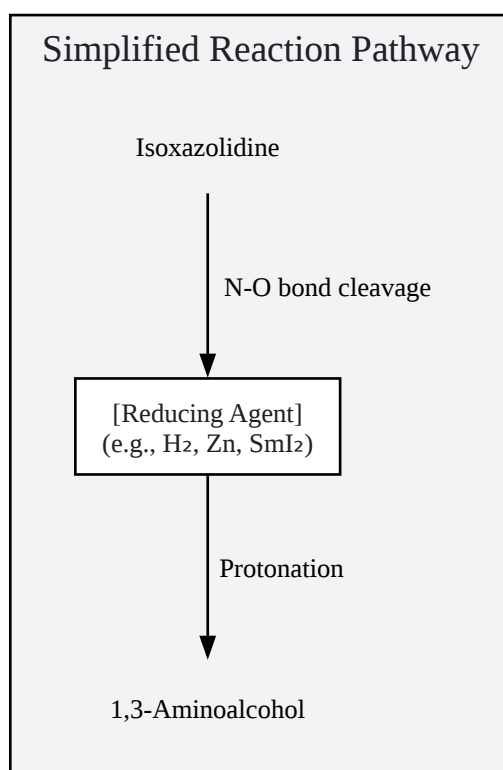 Simplified Reaction Pathway
Isoxazolidine
N-O bond cleavage
[Reducing Agent]
(e.g., H₂, Zn, SmI₂)
Protonation
1,3-Aminoalcohol